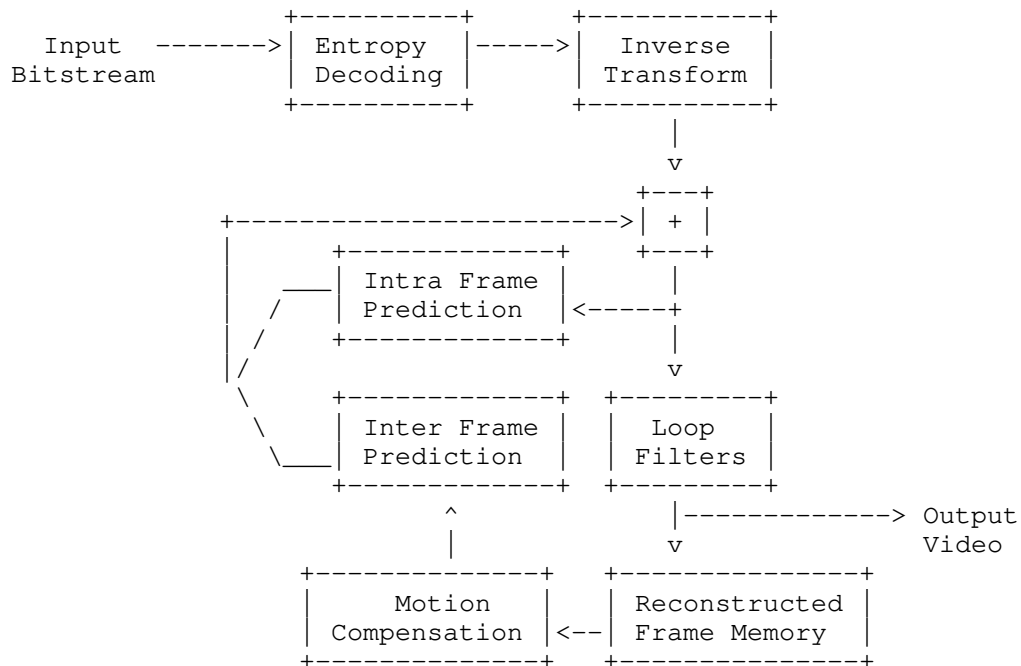 Input
Bitstream
Entropy
Decoding
Inverse
Transform
+
Intra Frame
Prediction
Inter Frame
Prediction
Loop
Filters
Output
Video
Motion
Compensation
Reconstructed
Frame Memory